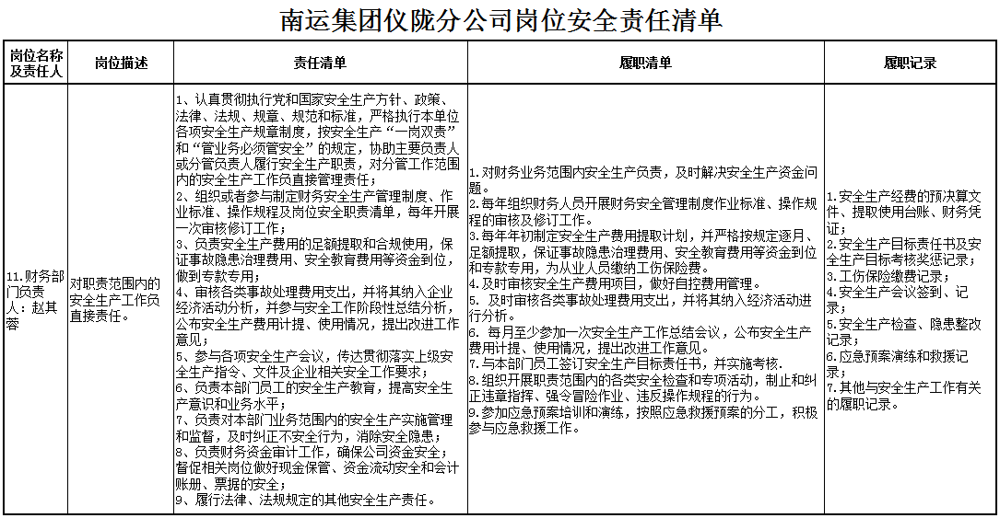 南运集团仪陇分公司岗位安全责任清单
岗位名称
及责任人
岗位描述
责任清单
履职清单
履职记录
11.财务部
门负责
人：赵其
蓉
对职责范围内的
安全生产工作负
直接责任。
1、认真贯彻执行党和国家安全生产方针、政策、
法律、法规、规章、规范和标准，严格执行本单位
各项安全生产规章制度，按安全生产“一岗双责”
和“管业务必须管安全”的规定，协助主要负责人
或分管负责人履行安全生产职责，对分管工作范围
内的安全生产工作负直接管理责任；
2、组织或者参与制定财务安全生产管理制度、作
业标准、操作规程及岗位安全职责清单，每年开展
一次审核修订工作；
3、负责安全生产费用的足额提取和合规使用，保
证事故隐患治理费用、安全教育费用等资金到位，
做到专款专用；
4、审核各类事故处理费用支出，并将其纳入企业
经济活动分析，并参与安全工作阶段性总结分析，
公布安全生产费用计提、使用情况，提出改进工作
意见；
5、参与各项安全生产会议，传达贯彻落实上级安
全生产指令、文件及企业相关安全工作要求；
6、负责本部门员工的安全生产教育，提高安全生
产意识和业务水平；
7、负责对本部门业务范围内的安全生产实施管理
和监督，及时纠正不安全行为，消除安全隐患；
8、负责财务资金审计工作，确保公司资金安全；
督促相关岗位做好现金保管、资金流动安全和会计
账册、票据的安全；
9、履行法律、法规规定的其他安全生产责任。
1.对财务业务范围内安全生产负责，及时解决安全生产资金问
题。
2.每年组织财务人员开展财务安全管理制度作业标准、操作规
程的审核及修订工作。
3.每年年初制定安全生产费用提取计划，并严格按规定逐月、
足额提取，保证事故隐患治理费用、安全教育费用等资金到位
和专款专用，为从业人员缴纳工伤保险费。
4.及时审核安全生产费用项目，做好自控费用管理。
5. 及时审核各类事故处理费用支出，并将其纳入经济活动进
行分析。
6. 每月至少参加一次安全生产工作总结会议，公布安全生产
费用计提、使用情况，提出改进工作意见。
7.与本部门员工签订安全生产目标责任书，并实施考核.
8.组织开展职责范围内的各类安全检查和专项活动，制止和纠
正违章指挥、强令冒险作业、违反操作规程的行为。
9.参加应急预案培训和演练，按照应急救援预案的分工，积极
参与应急救援工作。
1.安全生产经费的预决算文
件、提取使用台账、财务凭
证；
2.安全生产目标责任书及安
全生产目标考核奖惩记录；
3.工伤保险缴费记录；
4.安全生产会议签到、记
录；
5.安全生产检查、隐患整改
记录；
6.应急预案演练和救援记
录；
7.其他与安全生产工作有关
的履职记录。